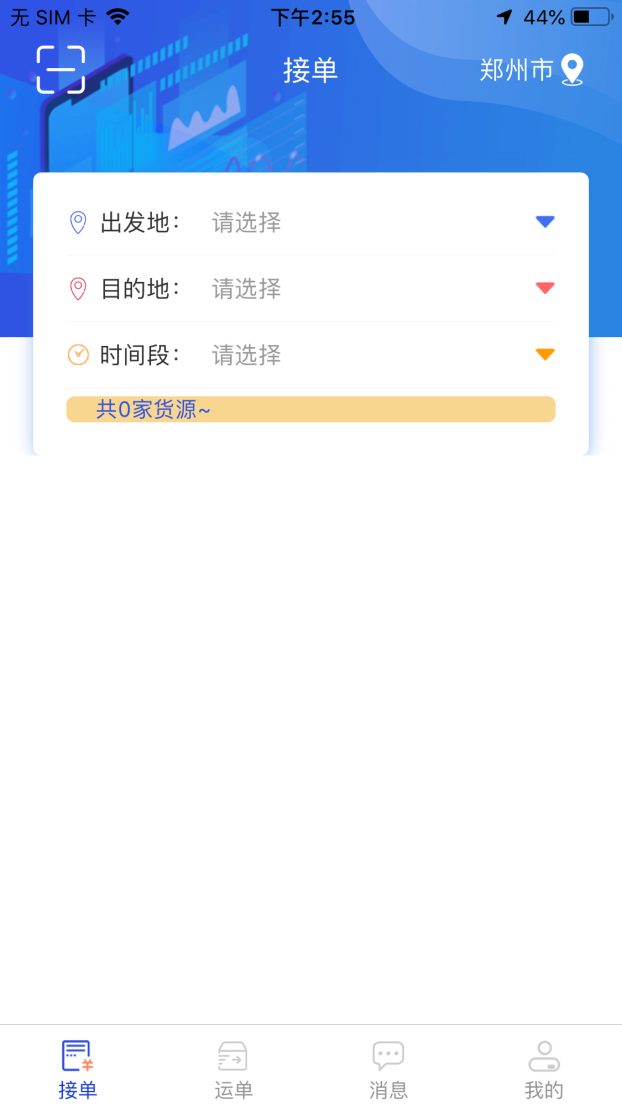 无 SIM 卡 下午2:55 44%
接单 郑州市
出发地： 请选择
目的地： 请选择
时间段： 请选择
共0家货源~
接单 运单 消息 我的